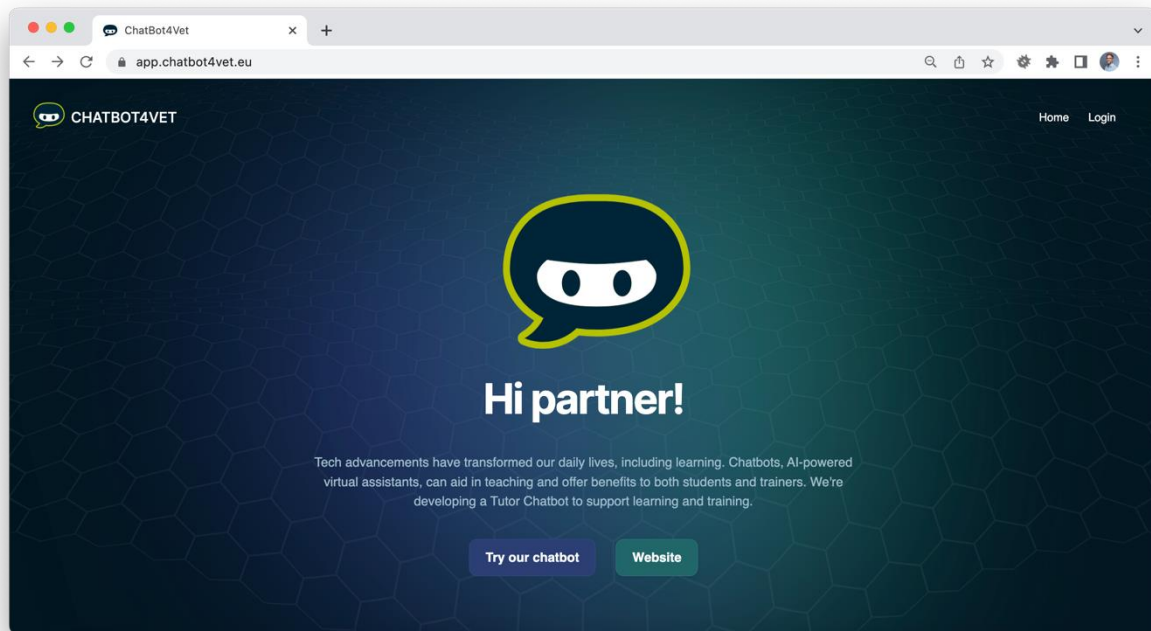 ChatBot4Vet
app.chatbot4vet.eu
CHATBOT4VET
Home Login
Hi partner!
Tech advancements have transformed our daily lives, including learning. Chatbots, AI-powered
virtual assistants, can aid in teaching and offer benefits to both students and trainers. We're
developing a Tutor Chatbot to support learning and training.
Try our chatbot Website